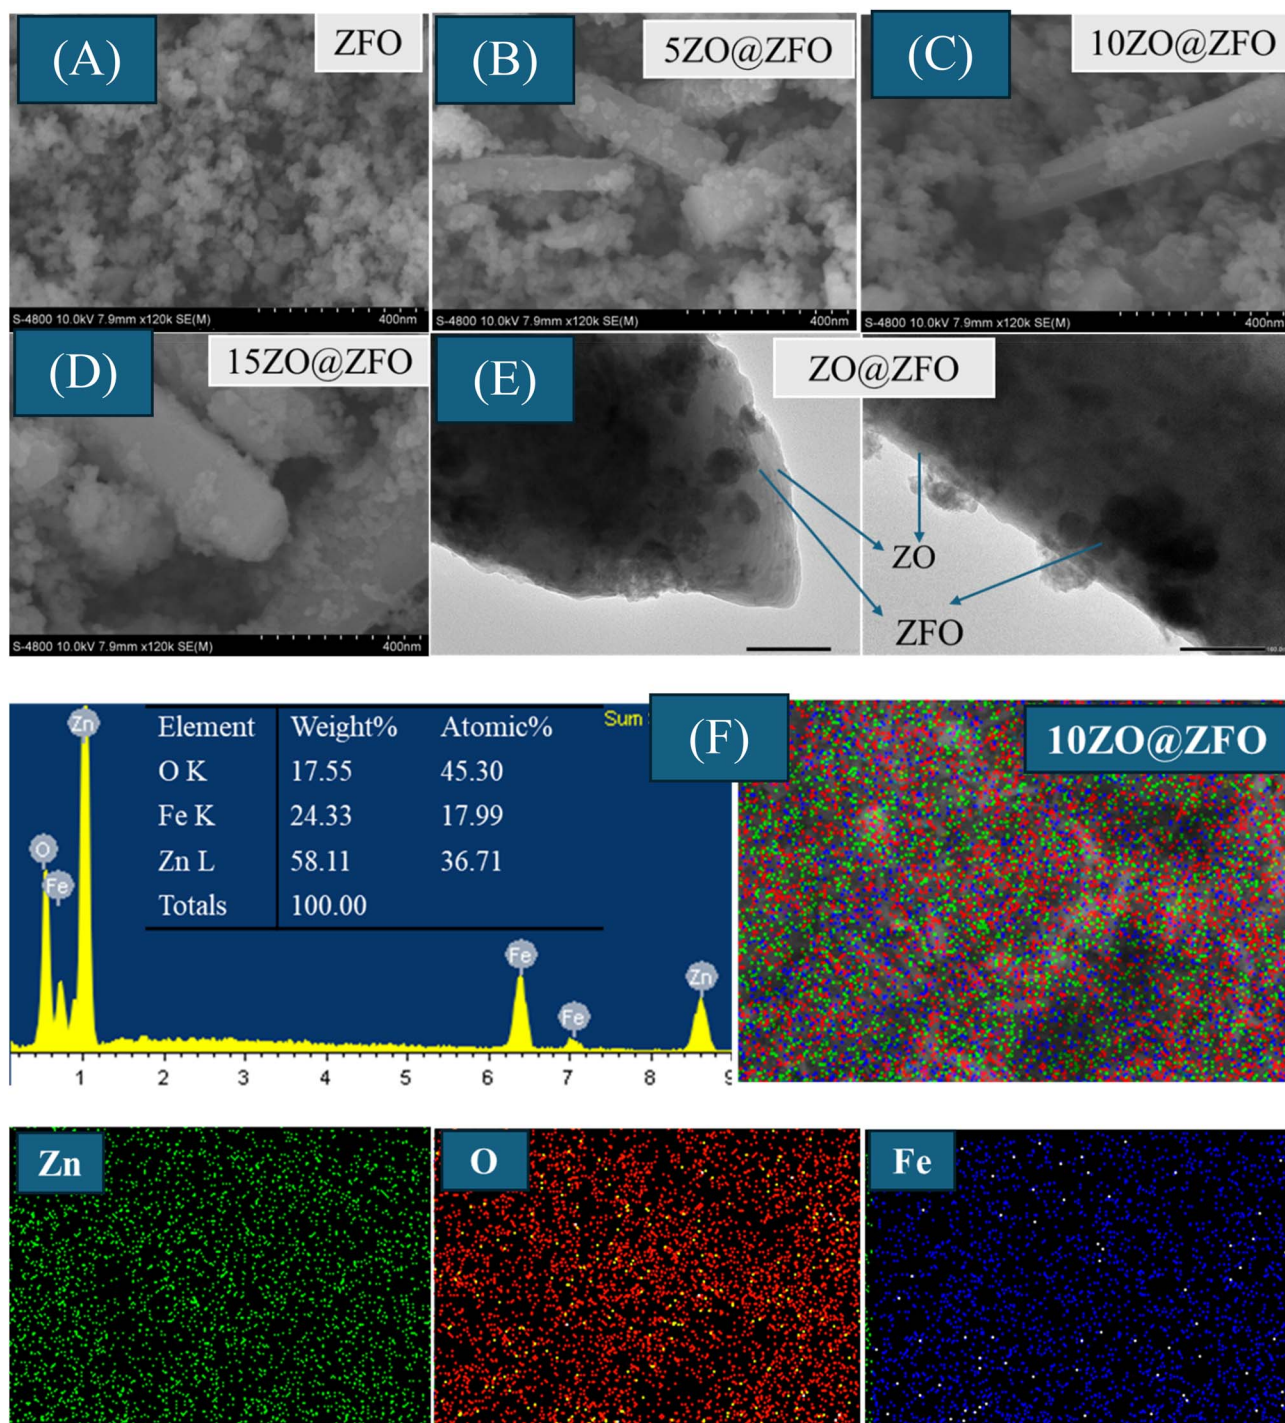 (A)
ZFO
(B)
5ZO@ZFO
(C)
10ZO@ZFO
S-4800 10.0kV 7.9mm x120k SE(M)
400nm
S-4800 10.0kV 7.9mm x120k SE(M)
400nm
S-4800 10.0kV 7.9mm x120k SE(M)
400nm
(D)
15ZO@ZFO
(E)
ZO@ZFO
ZO
ZFO
S-4800 10.0kV 7.9mm x120k SE(M)
400nm
Zn
Element Weight% Atomic%
O K 17.55 45.30
Fe K 24.33 17.99
Zn L 58.11 36.71
Totals 100.00
Sum
O
Fe
Fe
Fe
Zn
1 2 3 4 5 6 7 8 9
(F)
10ZO@ZFO
Zn
O
Fe